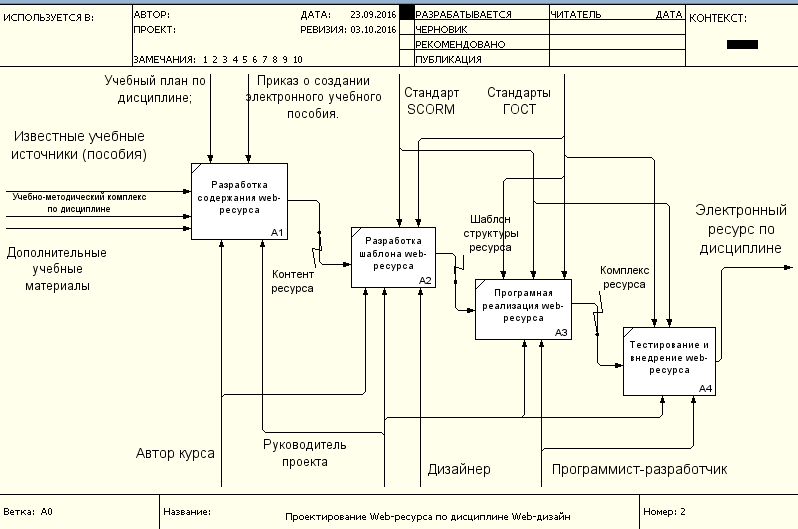 ИСПОЛЬЗУЕТСЯ В:
АВТОР:
ДАТА: 23.09.2016
РАЗРАБАТЫВАЕТСЯ
ЧИТАТЕЛЬ
ДАТА
КОНТЕКСТ:
ПРОЕКТ:
РЕВИЗИЯ: 03.10.2016
ЧЕРНОВИК
РЕКОМЕНДОВАНО
ЗАМЕЧАНИЯ: 1 2 3 4 5 6 7 8 9 10
ПУБЛИКАЦИЯ
Учебный план по
дисциплине;
Приказ о создании
электронного учебного
пособия.
Стандарт
SCORM
Стандарты
ГОСТ
Известные учебные
источники (пособия)
Учебно-методический комплекс
по дисциплине
Дополнительные
учебные
материалы
Разработка
содержания web-
ресурса
A1
Контент
ресурса
Разработка
шаблона web-
ресурса
A2
Шаблон
структуры
ресурса
Програмная
реализация web-
ресурса
A3
Комплекс
ресурса
Тестирование и
внедрение web-
ресурса
A4
Электронный
ресурс по
дисциплине
Автор курса
Руководитель
проекта
Дизайнер
Программист-разработчик
Ветка: A0
Название:
Проектирование Web-ресурса по дисциплине Web-дизайн
Номер: 2